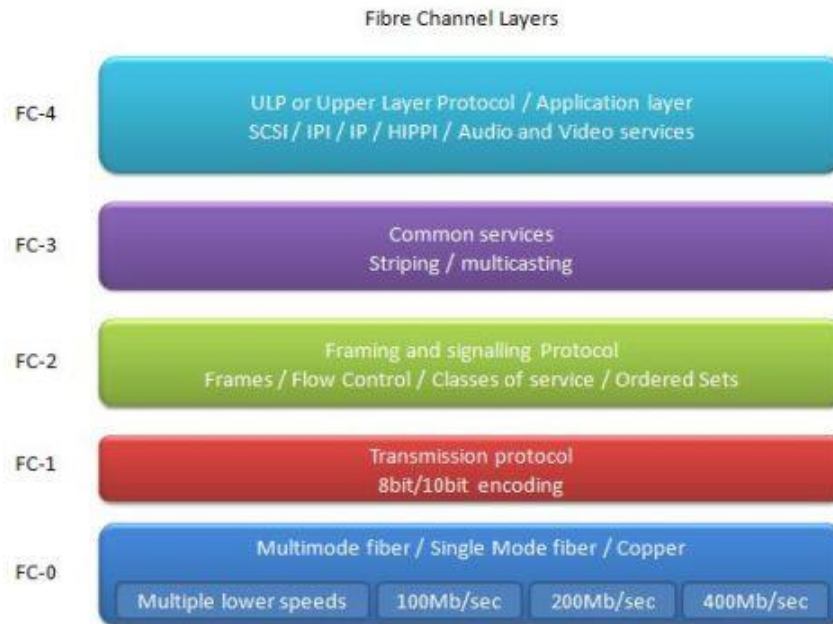 Fibre Channel Layers
FC-4
ULP or Upper Layer Protocol / Application layer
SCSI / IPI / IP / HIPPI / Audio and Video services
FC-3
Common services
Striping / multicasting
FC-2
Framing and signalling Protocol
Frames / Flow Control / Classes of service / Ordered Sets
FC-1
Transmission protocol
8bit/10bit encoding
FC-0
Multimode fiber / Single Mode fiber / Copper
Multiple lower speeds 100Mb/sec 200Mb/sec 400Mb/sec